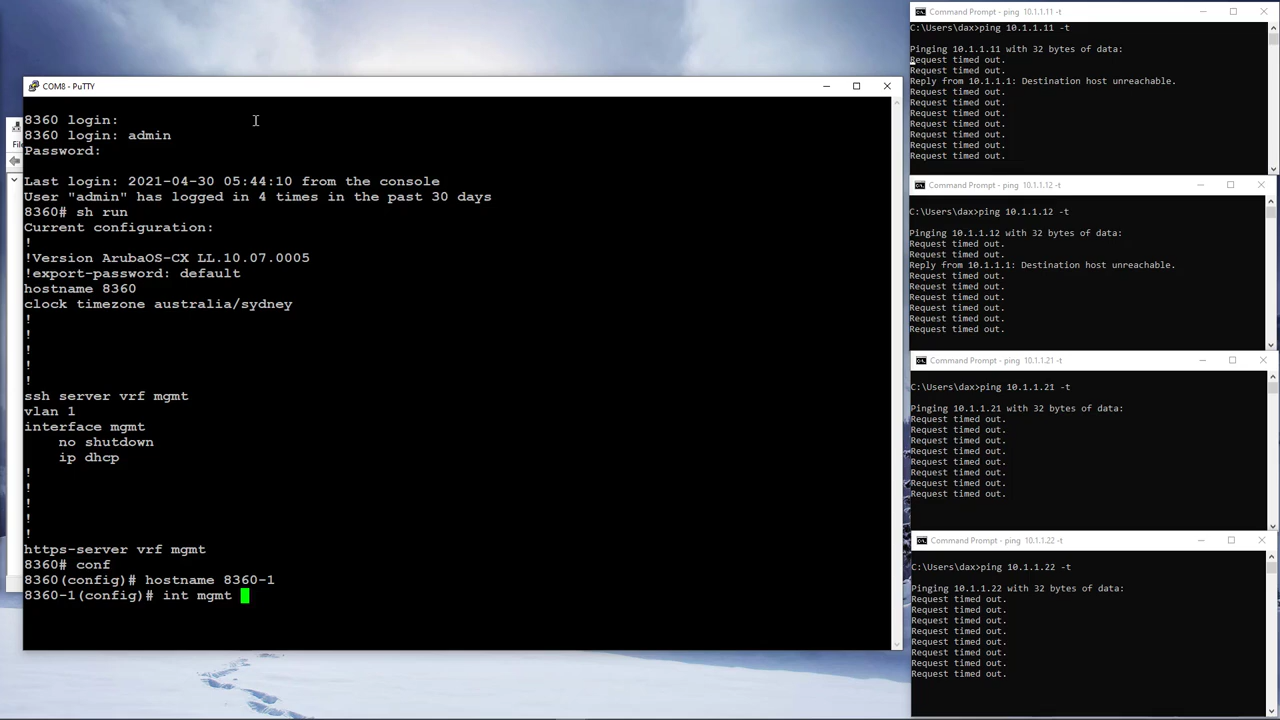 COM8 - PuTTY
Fil
8360 login:
8360 login: admin
Password:
Last login: 2021-04-30 05:44:10 from the console
User "admin" has logged in 4 times in the past 30 days
8360# sh run
Current configuration:
!
!Version ArubaOS-CX LL.10.07.0005
!export-password: default
hostname 8360
clock timezone australia/sydney
!
!
!
!
!
ssh server vrf mgmt
vlan 1
interface mgmt
    no shutdown
    ip dhcp
!
!
!
!
!
https-server vrf mgmt
8360# conf
8360(config)# hostname 8360-1
8360-1(config)# int mgmt
Command Prompt - ping 10.1.1.11 -t
C:\Users\dax>ping 10.1.1.11 -t
Pinging 10.1.1.11 with 32 bytes of data:
Request timed out.
Request timed out.
Reply from 10.1.1.1: Destination host unreachable.
Request timed out.
Request timed out.
Request timed out.
Request timed out.
Request timed out.
Request timed out.
Request timed out.
Command Prompt - ping 10.1.1.12 -t
C:\Users\dax>ping 10.1.1.12 -t
Pinging 10.1.1.12 with 32 bytes of data:
Request timed out.
Request timed out.
Reply from 10.1.1.1: Destination host unreachable.
Request timed out.
Request timed out.
Request timed out.
Request timed out.
Request timed out.
Request timed out.
Command Prompt - ping 10.1.1.21 -t
C:\Users\dax>ping 10.1.1.21 -t
Pinging 10.1.1.21 with 32 bytes of data:
Request timed out.
Request timed out.
Request timed out.
Request timed out.
Request timed out.
Request timed out.
Request timed out.
Request timed out.
Command Prompt - ping 10.1.1.22 -t
C:\Users\dax>ping 10.1.1.22 -t
Pinging 10.1.1.22 with 32 bytes of data:
Request timed out.
Request timed out.
Request timed out.
Request timed out.
Request timed out.
Request timed out.
Request timed out.
Request timed out.